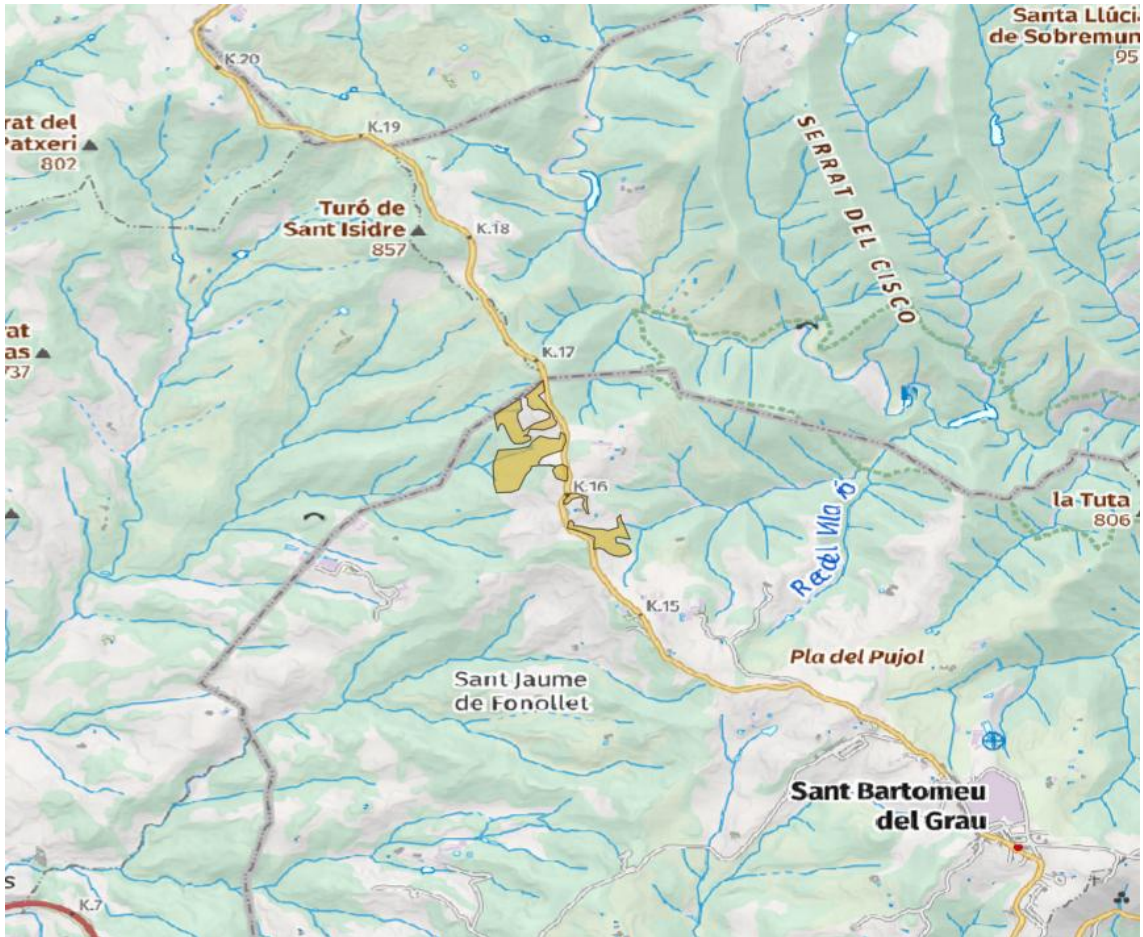 Santa Llúcia
de Sobremun
95
K.20
rat del
Patxeri
802
K.19
SERRAT DEL CISCO
Turó de
Sant Isidre
857
K.18
rat
as
737
K.17
K.16
la Tuta
806
Rec del Vilaró
K.15
Pla del Pujol
Sant Jaume
de Fonollet
Sant Bartomeu
del Grau
s
K.7